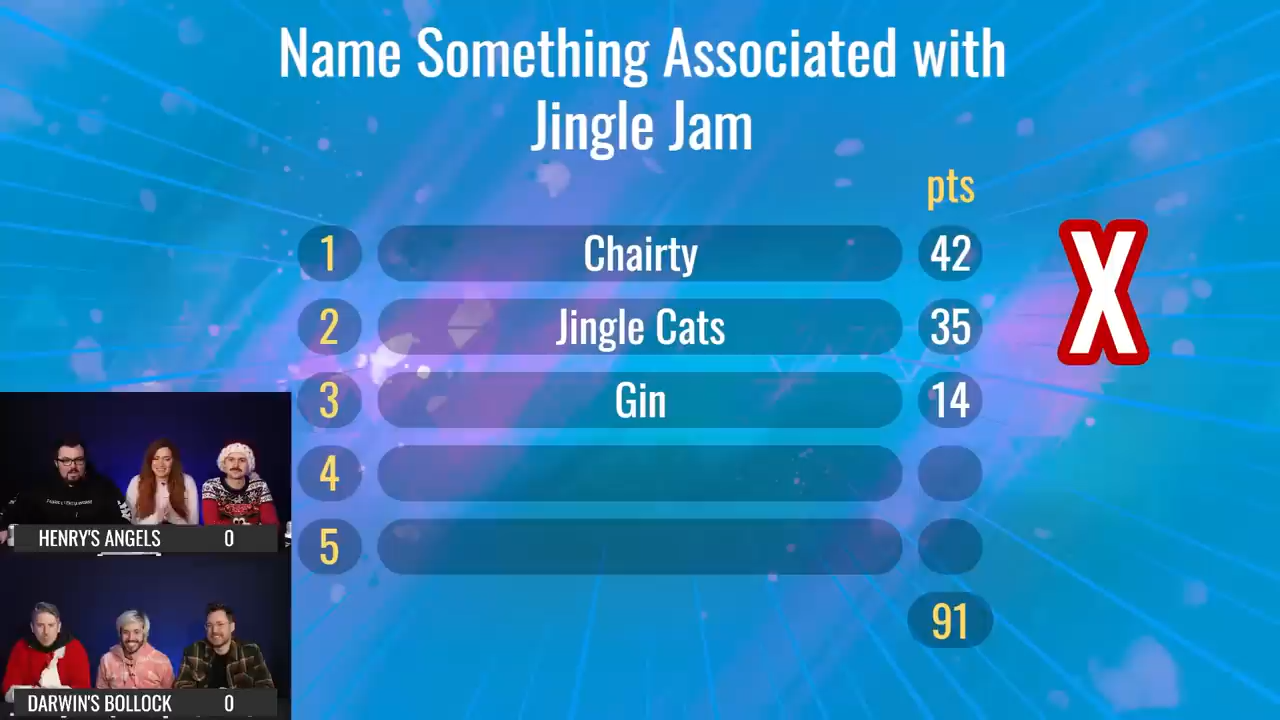 Name Something Associated with
Jingle Jam
pts
1 Chairty 42
X
2 Jingle Cats 35
3 Gin 14
4
5
91
HENRY'S ANGELS 0
DARWIN'S BOLLOCK 0